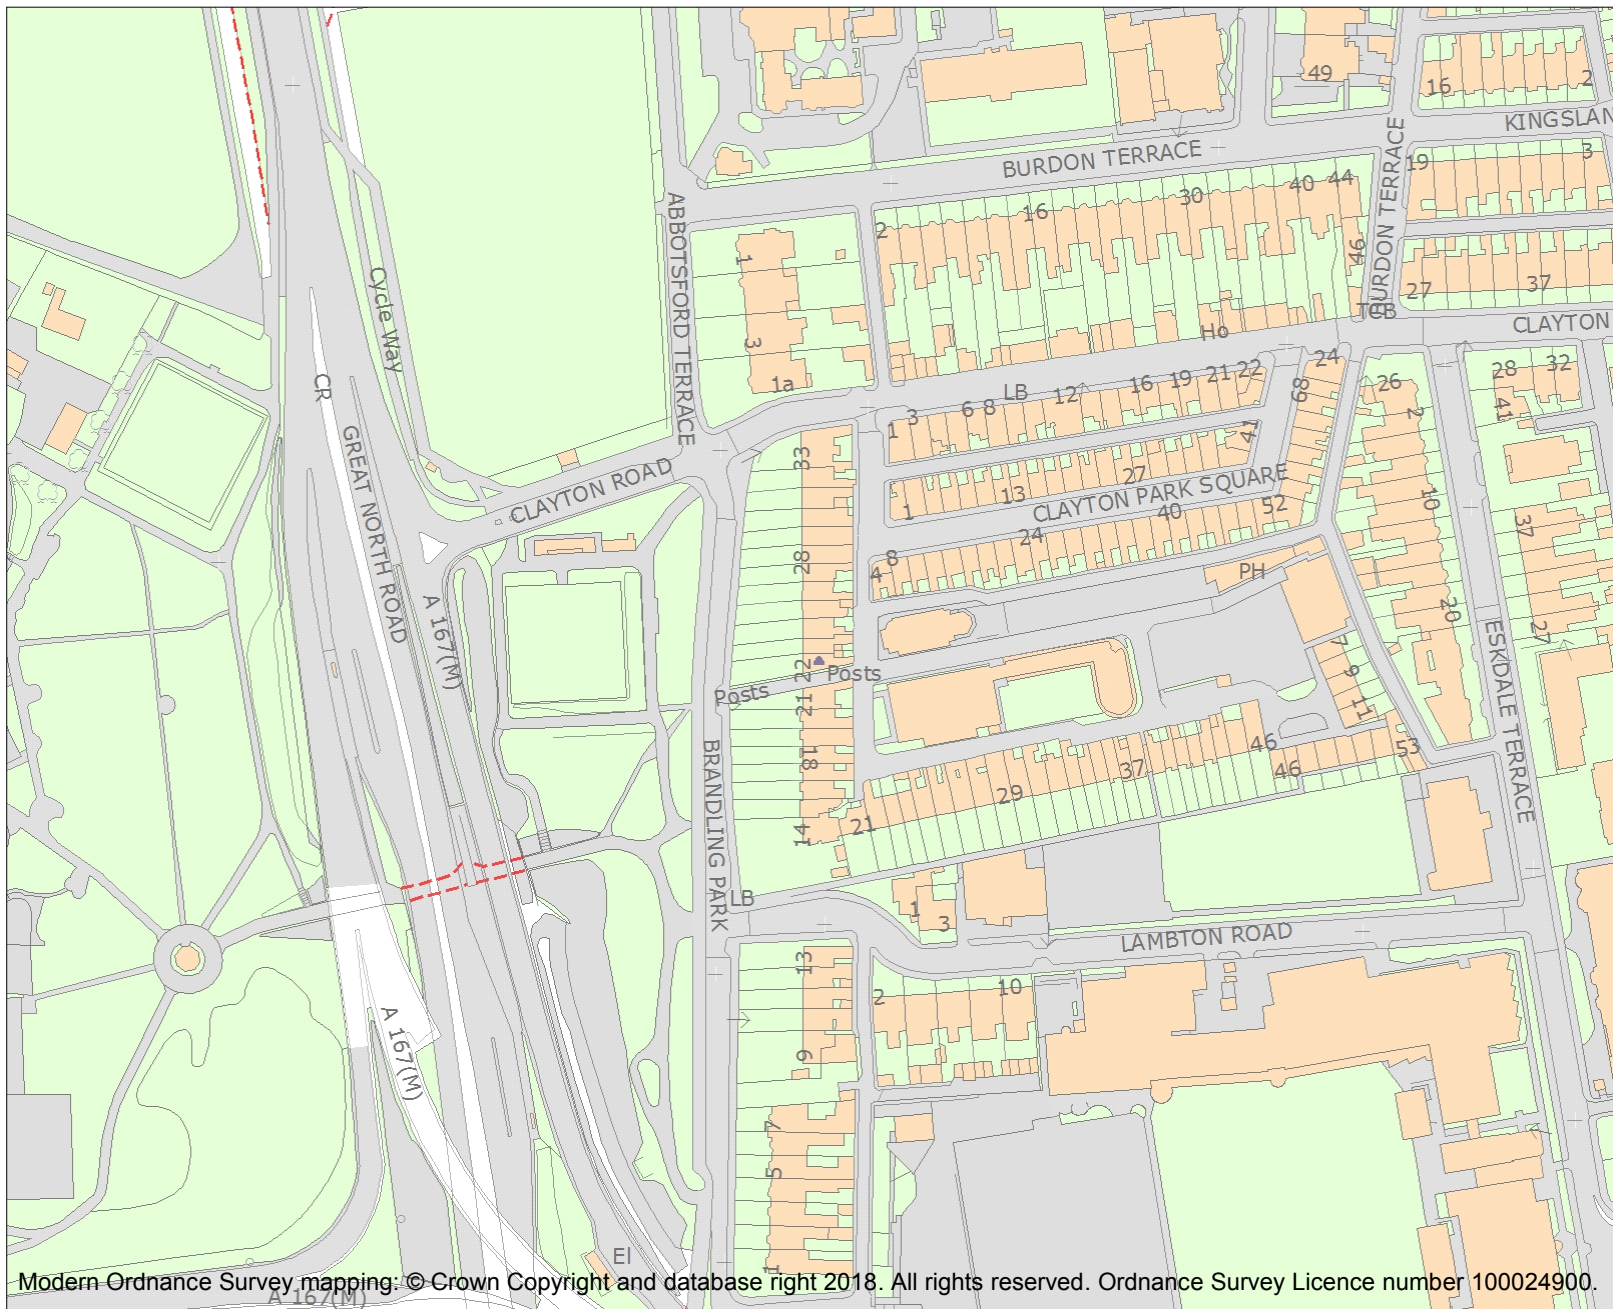 49
16
2
KINGSLAN
BURDON TERRACE
BURDON TERRACE
19
3
ABBOTSFORD TERRACE
2
16
30
40
44
46
1
Cycle Way
27
37
TCB
CLAYTON
Ho
3
1a
CR
LB
1
3
6
8
12
16
19
21
22
24
68
26
2
28
32
41
GREAT NORTH ROAD
CLAYTON ROAD
33
41
1
13
27
CLAYTON PARK SQUARE
10
37
28
4
8
24
40
52
PH
A 167(M)
20
27
22
Posts
Posts
21
7
9
11
ESKDALE TERRACE
18
BRANDLING PARK
14
21
29
37
46
46
53
LB
1
3
LAMBTON ROAD
13
2
10
9
A 167(M)
7
5
1
El
A 167(M)
Modern Ordnance Survey mapping: © Crown Copyright and database right 2018. All rights reserved. Ordnance Survey Licence number 100024900.